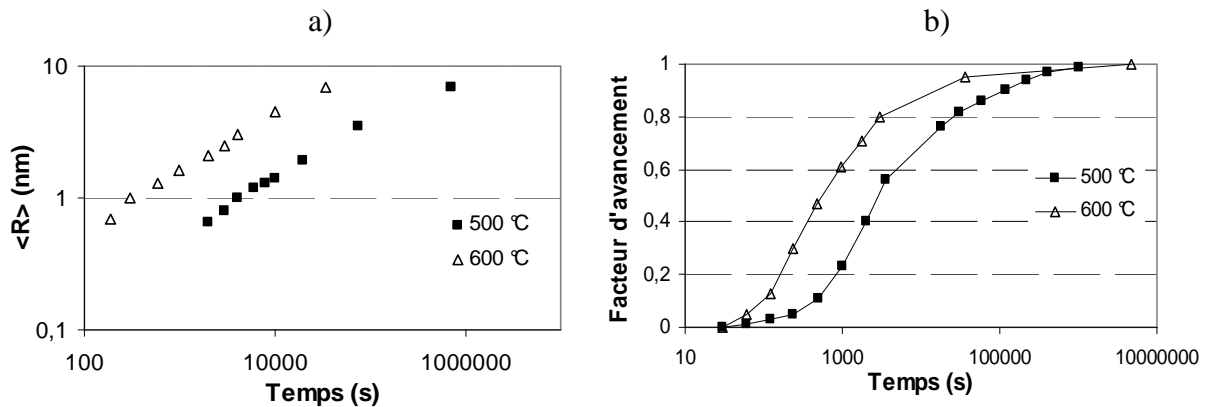 a)
10
1
0,1
<R> (nm)
100
10000
1000000
Temps (s)
500 °C
600 °C
b)
1
0,8
0,6
0,4
0,2
0
Facteur d'avancement
10
1000
100000
10000000
Temps (s)
500 °C
600 °C